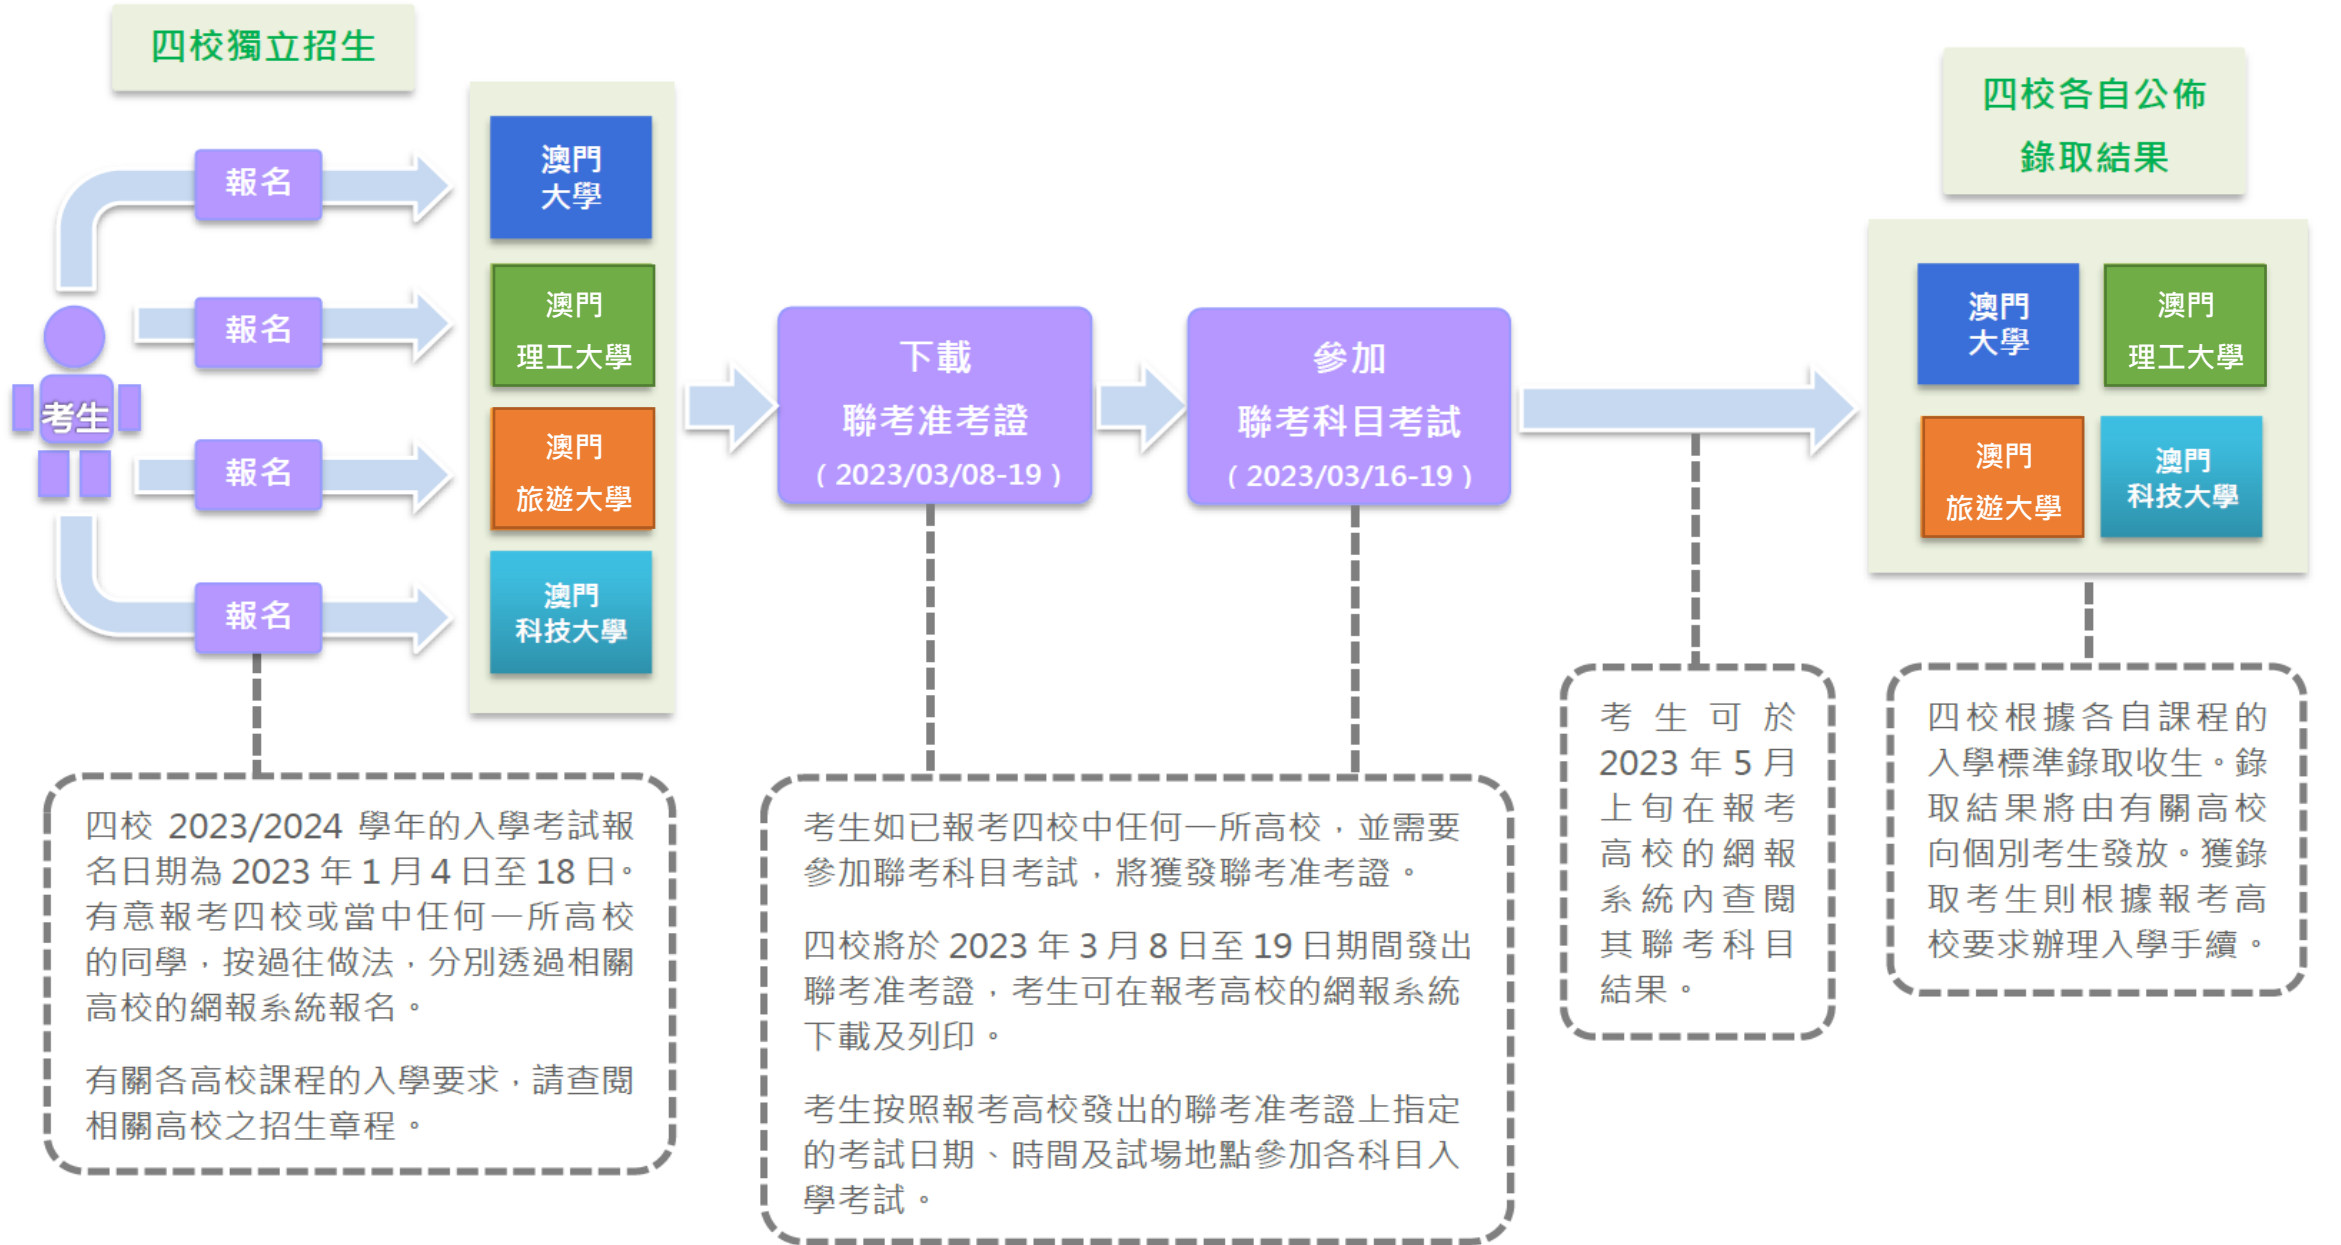 四校獨立招生
報名
報名
報名
報名
考生
澳門
大學
澳門
理工大學
澳門
旅遊大學
澳門
科技大學
四校 2023/2024 學年的入學考試報
名日期為 2023 年 1 月 4 日至 18 日。
有意報考四校或當中任何一所高校
的同學，按過往做法，分別透過相關
高校的網報系統報名。
有關各高校課程的入學要求，請查閱
相關高校之招生章程。
下載
聯考准考證
（2023/03/08-19）
參加
聯考科目考試
（2023/03/16-19）
考生如已報考四校中任何一所高校，並需要
參加聯考科目考試，將獲發聯考准考證。
四校將於 2023 年 3 月 8 日至 19 日期間發出
聯考准考證，考生可在報考高校的網報系統
下載及列印。
考生按照報考高校發出的聯考准考證上指定
的考試日期、時間及試場地點參加各科目入
學考試。
考生可於
2023 年 5 月
上旬在報考
高校的網報
系統內查閱
其聯考科目
結果。
四校各自公佈
錄取結果
澳門
大學
澳門
理工大學
澳門
旅遊大學
澳門
科技大學
四校根據各自課程的
入學標準錄取收生。錄
取結果將由有關高校
向個別考生發放。獲錄
取考生則根據報考高
校要求辦理入學手續。